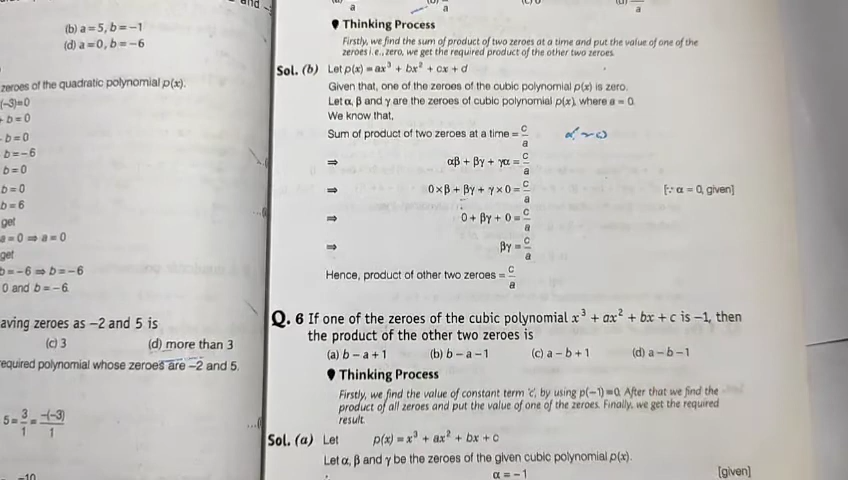 (b) a = 5, b = −1
(d) a = 0, b = −6
zeroes of the quadratic polynomial p(x).
(−3) = 0
+ b = 0
b = 0
b = −6
b = 0
b = 0
b = 6
get
a = 0 ⇒ a = 0
get
b = −6 ⇒ b = −6
0 and b = −6.
aving zeroes as −2 and 5 is
(c) 3 (d) more than 3
equired polynomial whose zeroes are −2 and 5.
5 = 3/1 = −(−3)/1
−10
Thinking Process
Firstly, we find the sum of product of two zeroes at a time and put the value of one of the
zeroes i.e., zero, we get the required product of the other two zeroes.
Sol. (b) Let p(x) = ax³ + bx² + cx + d
Given that, one of the zeroes of the cubic polynomial p(x) is zero.
Let α, β and γ are the zeroes of cubic polynomial p(x), where a = 0.
We know that,
Sum of product of two zeroes at a time = c/a
⇒ αβ + βγ + γα = c/a
⇒ 0 × β + βγ + γ × 0 = c/a [∵ α = 0, given]
⇒ 0 + βγ + 0 = c/a
⇒ βγ = c/a
Hence, product of other two zeroes = c/a
Q. 6 If one of the zeroes of the cubic polynomial x³ + ax² + bx + c is −1, then
the product of the other two zeroes is
(a) b − a + 1 (b) b − a − 1 (c) a − b + 1 (d) a − b − 1
Thinking Process
Firstly, we find the value of constant term 'c', by using p(−1) = 0. After that we find the
product of all zeroes and put the value of one of the zeroes. Finally, we get the required
result.
Sol. (a) Let p(x) = x³ + ax² + bx + c
Let α, β and γ be the zeroes of the given cubic polynomial p(x).
α = −1 [given]